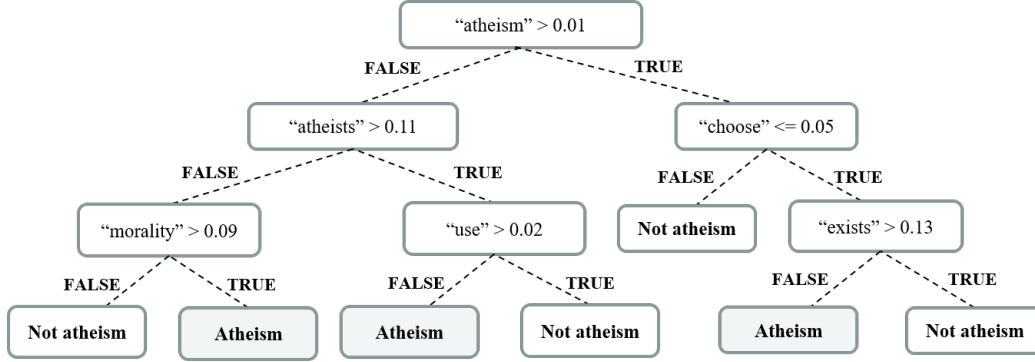 “atheism” > 0.01
FALSE
TRUE
“atheists” > 0.11
“choose” <= 0.05
FALSE
TRUE
FALSE
TRUE
“morality” > 0.09
“use” > 0.02
Not atheism
“exists” > 0.13
FALSE
TRUE
FALSE
TRUE
FALSE
TRUE
Not atheism
Atheism
Atheism
Not atheism
Atheism
Not atheism